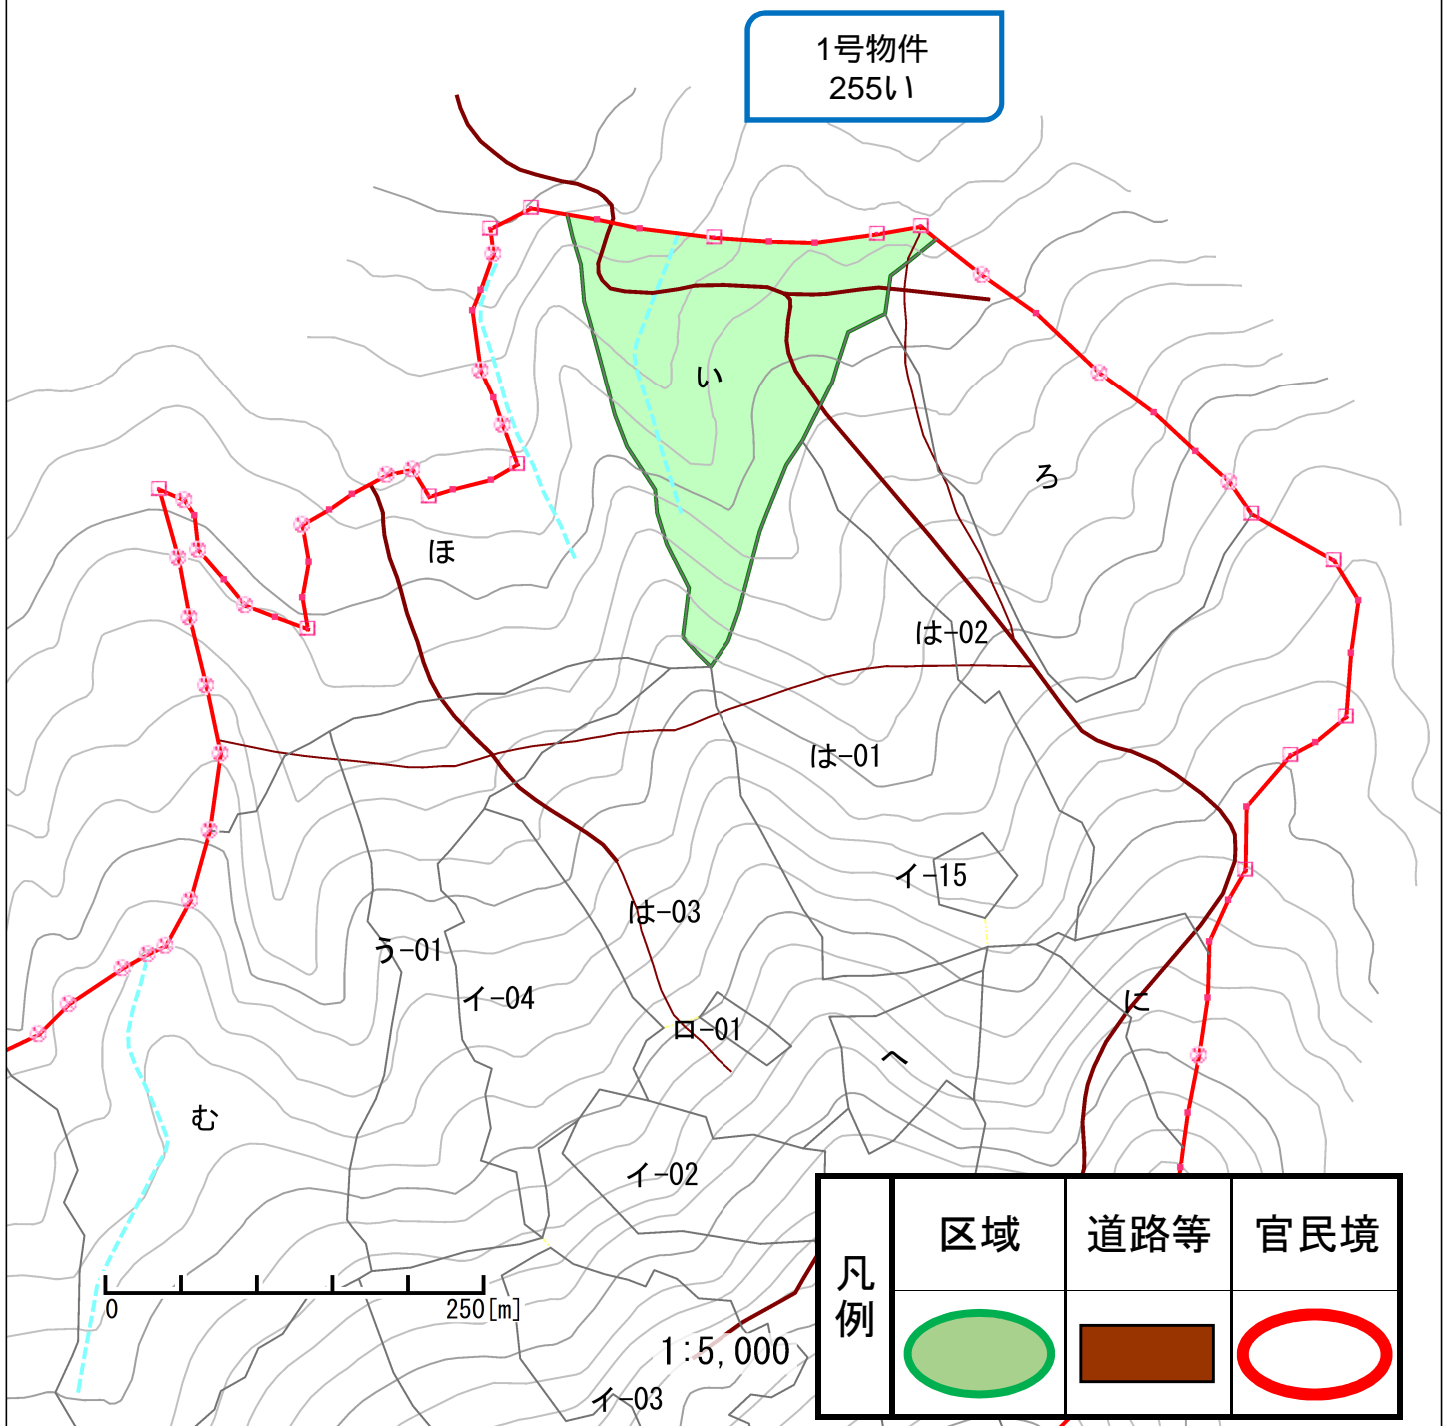 1号物件
255い
い
ろ
ほ
は-02
は-01
イ-15
は-03
う-01
イ-04
に
ロ-01
へ
む
イ-02
0
250[m]
1:5,000
イ-03
凡例
区域
道路等
官民境